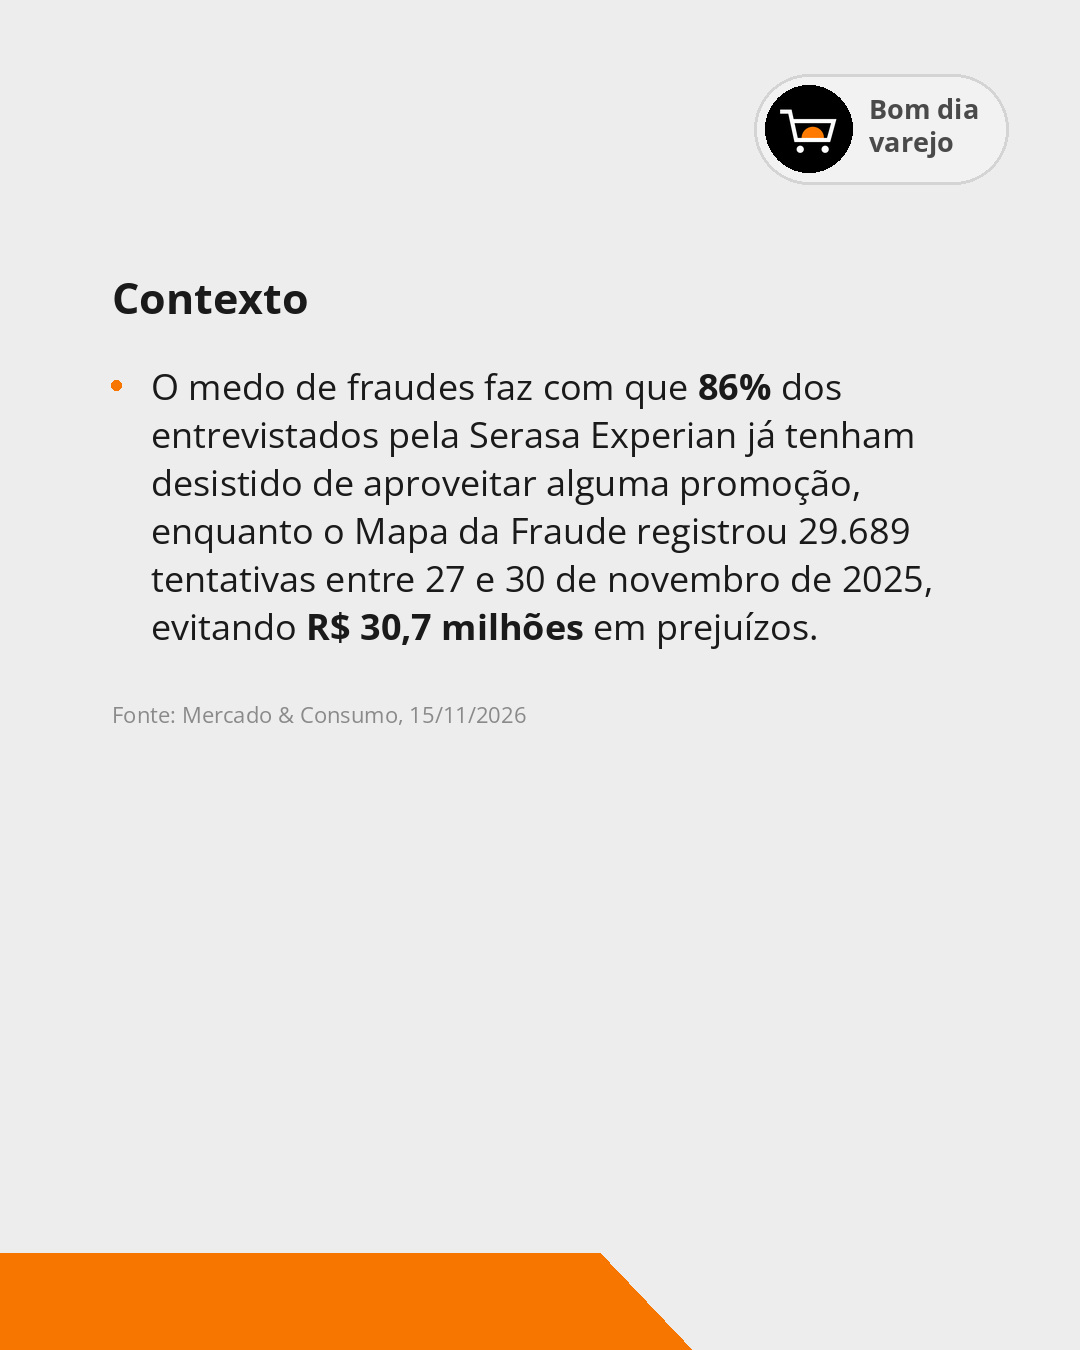 Bom dia
varejo
Contexto
O medo de fraudes faz com que 86% dos
entrevistados pela Serasa Experian já tenham
desistido de aproveitar alguma promoção,
enquanto o Mapa da Fraude registrou 29.689
tentativas entre 27 e 30 de novembro de 2025,
evitando R$ 30,7 milhões em prejuízos.
Fonte: Mercado & Consumo, 15/11/2026